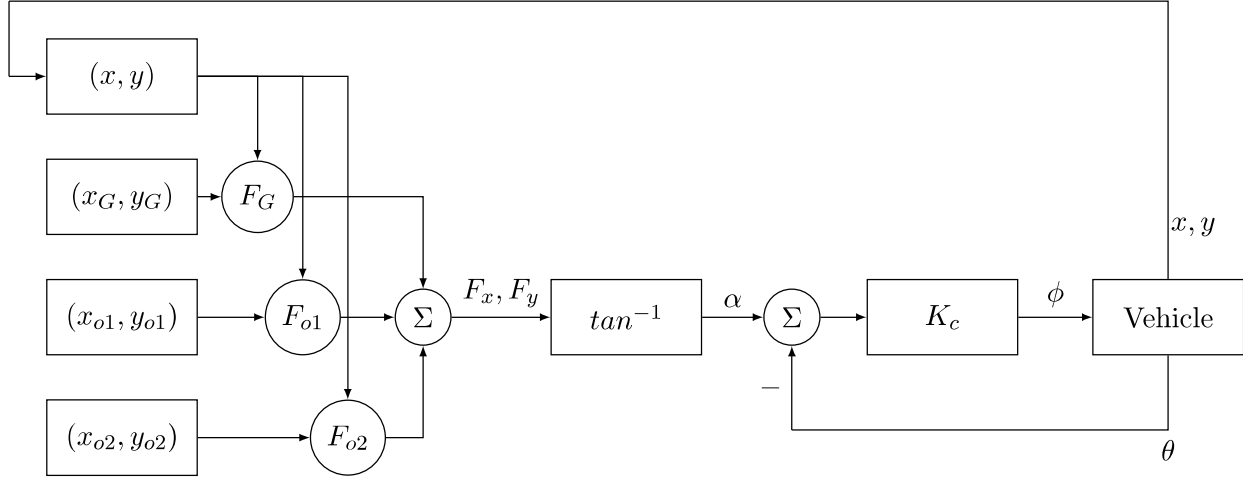 (x, y)
(x_G, y_G)
F_G
x, y
(x_{o1}, y_{o1})
F_{o1}
Σ
F_x, F_y
tan^{-1}
α
Σ
K_c
ϕ
Vehicle
−
(x_{o2}, y_{o2})
F_{o2}
θ